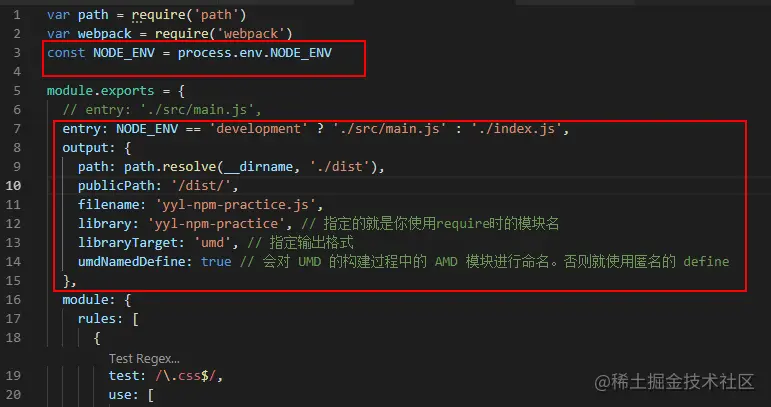 1 var path = require('path')
2 var webpack = require('webpack')
3 const NODE_ENV = process.env.NODE_ENV
4
5 module.exports = {
6 // entry: './src/main.js',
7 entry: NODE_ENV == 'development' ? './src/main.js' : './index.js',
8 output: {
9 path: path.resolve(__dirname, './dist'),
10 publicPath: '/dist/',
11 filename: 'yyl-npm-practice.js',
12 library: 'yyl-npm-practice', // 指定的就是你使用require时的模块名
13 libraryTarget: 'umd', // 指定输出格式
14 umdNamedDefine: true // 会对 UMD 的构建过程中的 AMD 模块进行命名。否则就使用匿名的 define
15 },
16 module: {
17 rules: [
18 {
Test Regex...
19 test: /\.css$/,
20 use: [
@稀土掘金技术社区